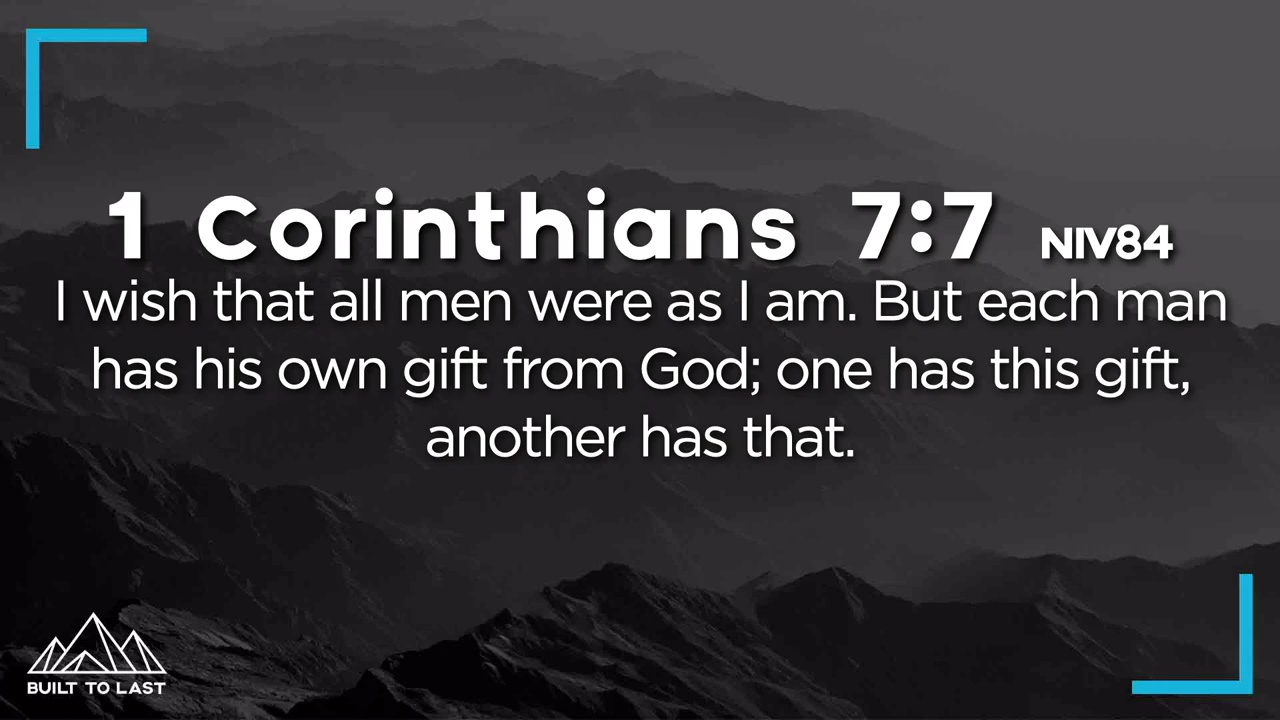 1 Corinthians 7:7 NIV84
I wish that all men were as I am. But each man
has his own gift from God; one has this gift,
another has that.
BUILT TO LAST